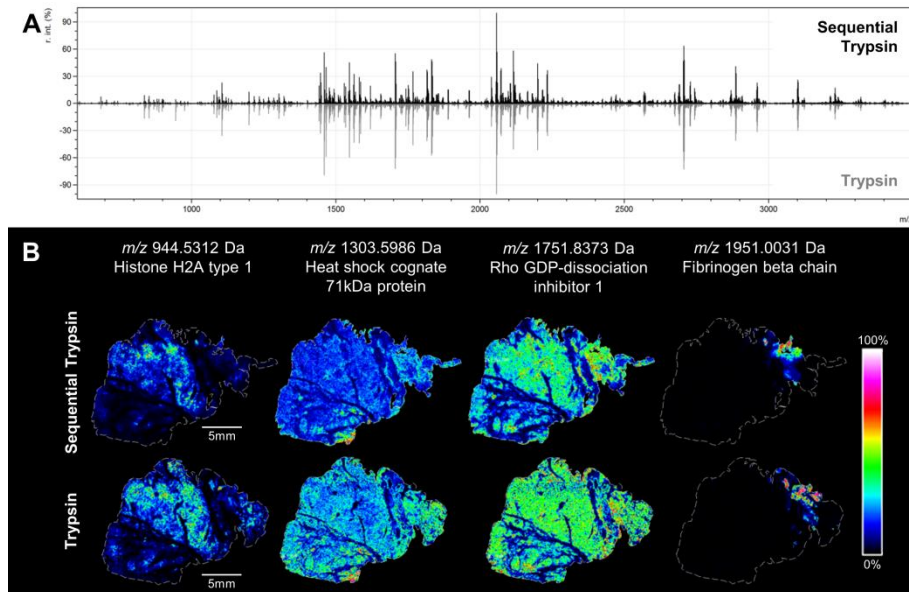 A
Sequential
Trypsin
r. int. (%)
90
60
30
0
-30
-60
-90
Trypsin
1000
1500
2000
2500
3000
m/z
B
m/z 944.5312 Da
Histone H2A type 1
m/z 1303.5986 Da
Heat shock cognate
71kDa protein
m/z 1751.8373 Da
Rho GDP-dissociation
inhibitor 1
m/z 1951.0031 Da
Fibrinogen beta chain
Sequential Trypsin
5mm
100%
0%
Trypsin
5mm